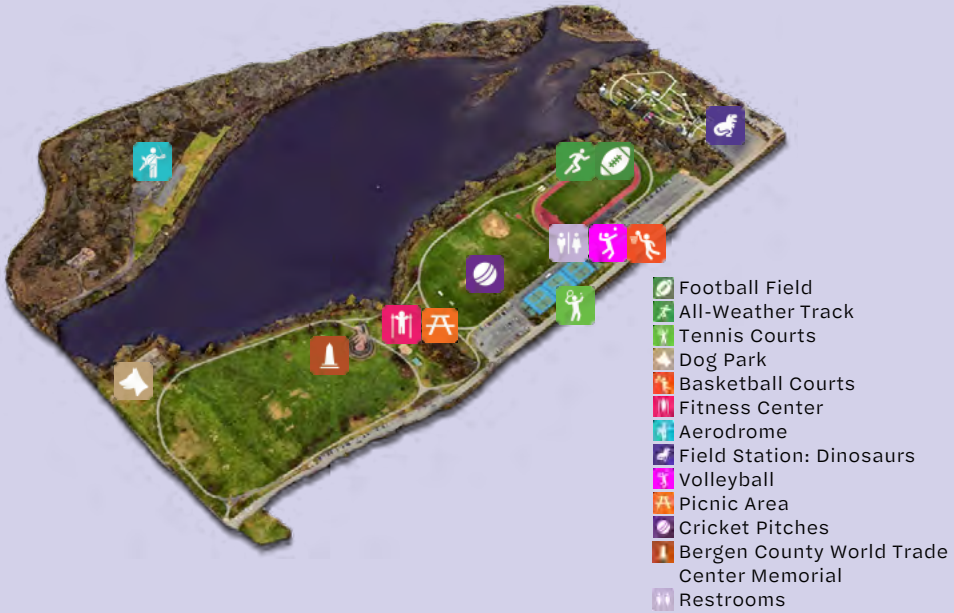 Football Field
All-Weather Track
Tennis Courts
Dog Park
Basketball Courts
Fitness Center
Aerodrome
Field Station: Dinosaurs
Volleyball
Picnic Area
Cricket Pitches
Bergen County World Trade
Center Memorial
Restrooms